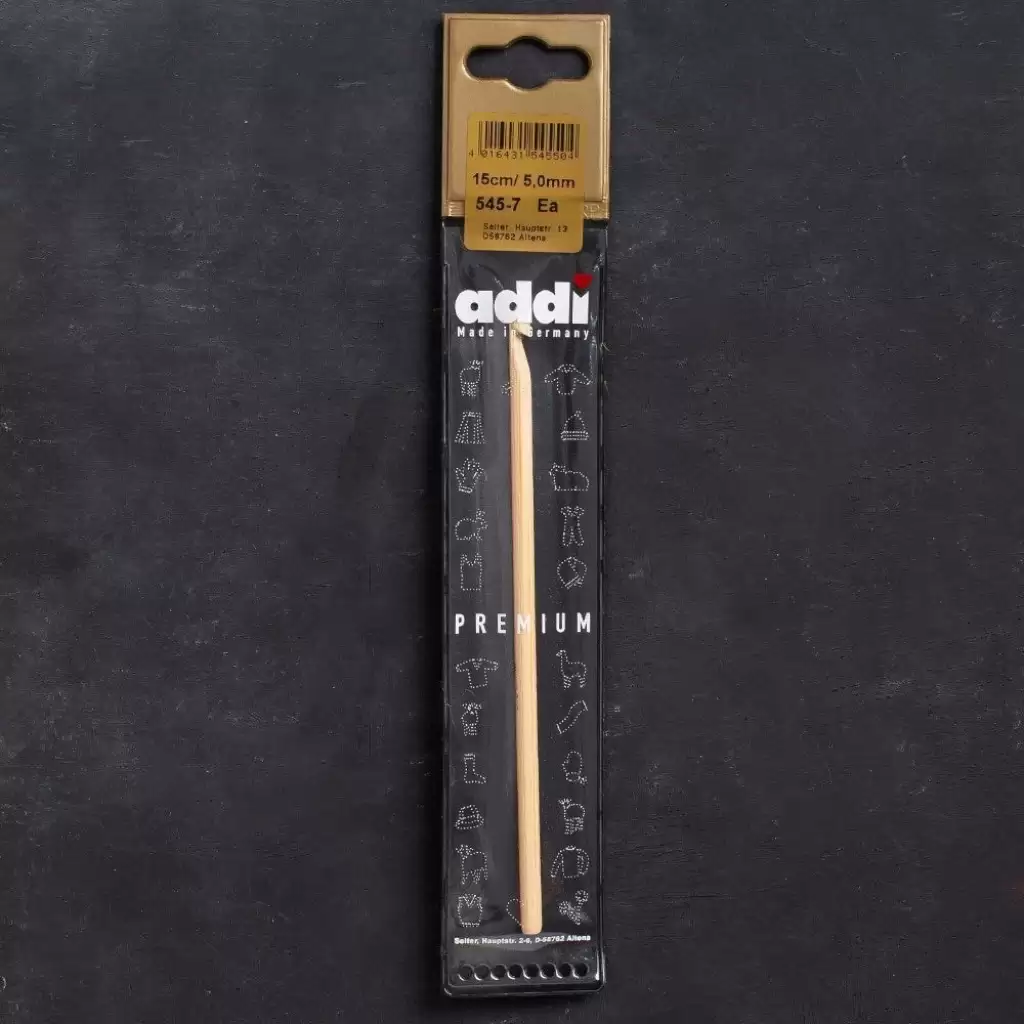 4 016431 545504
15cm/ 5,0mm
545-7 Ea
Selter, Hauptstr. 13
D58762 Altena
addi
Made in Germany
PREMIUM
Selter, Hauptstr. 2-6, D-58762 Altena